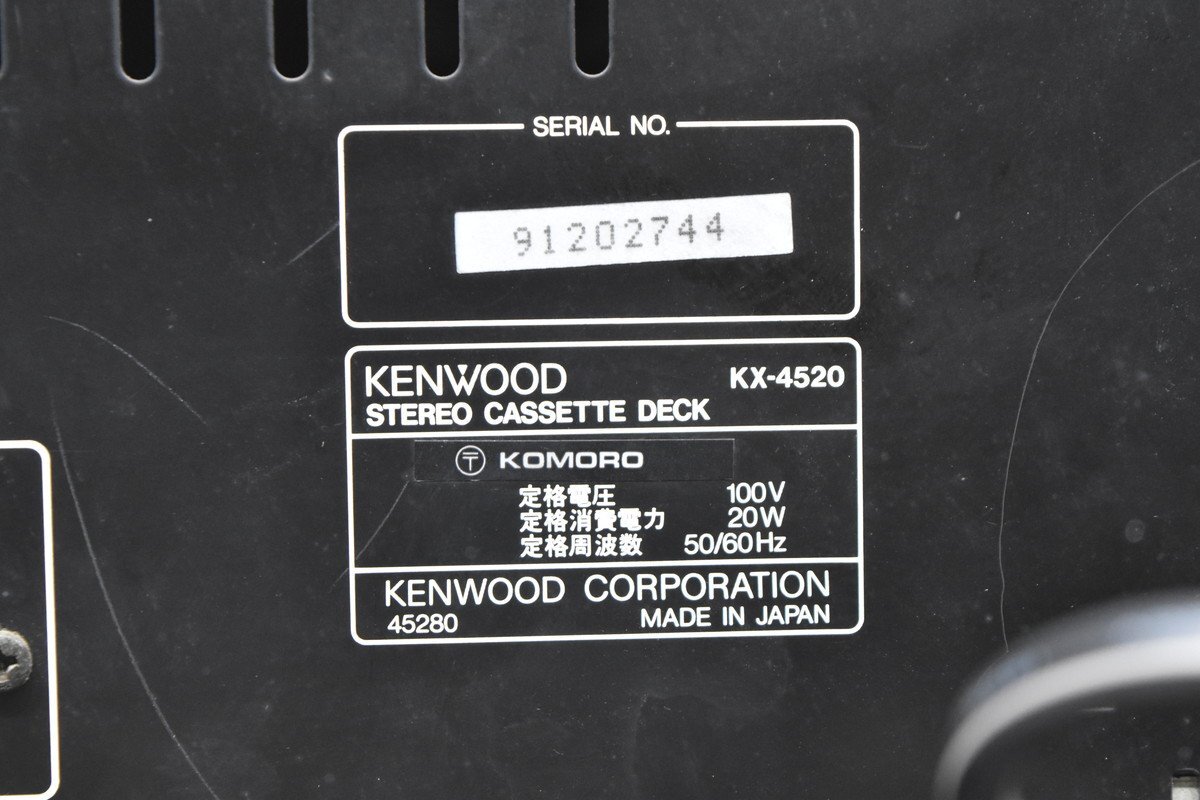 SERIAL NO.
91202744
KENWOOD KX-4520
STEREO CASSETTE DECK
〒 KOMORO
定格電圧 100V
定格消費電力 20W
定格周波数 50/60Hz
KENWOOD CORPORATION
45280 MADE IN JAPAN